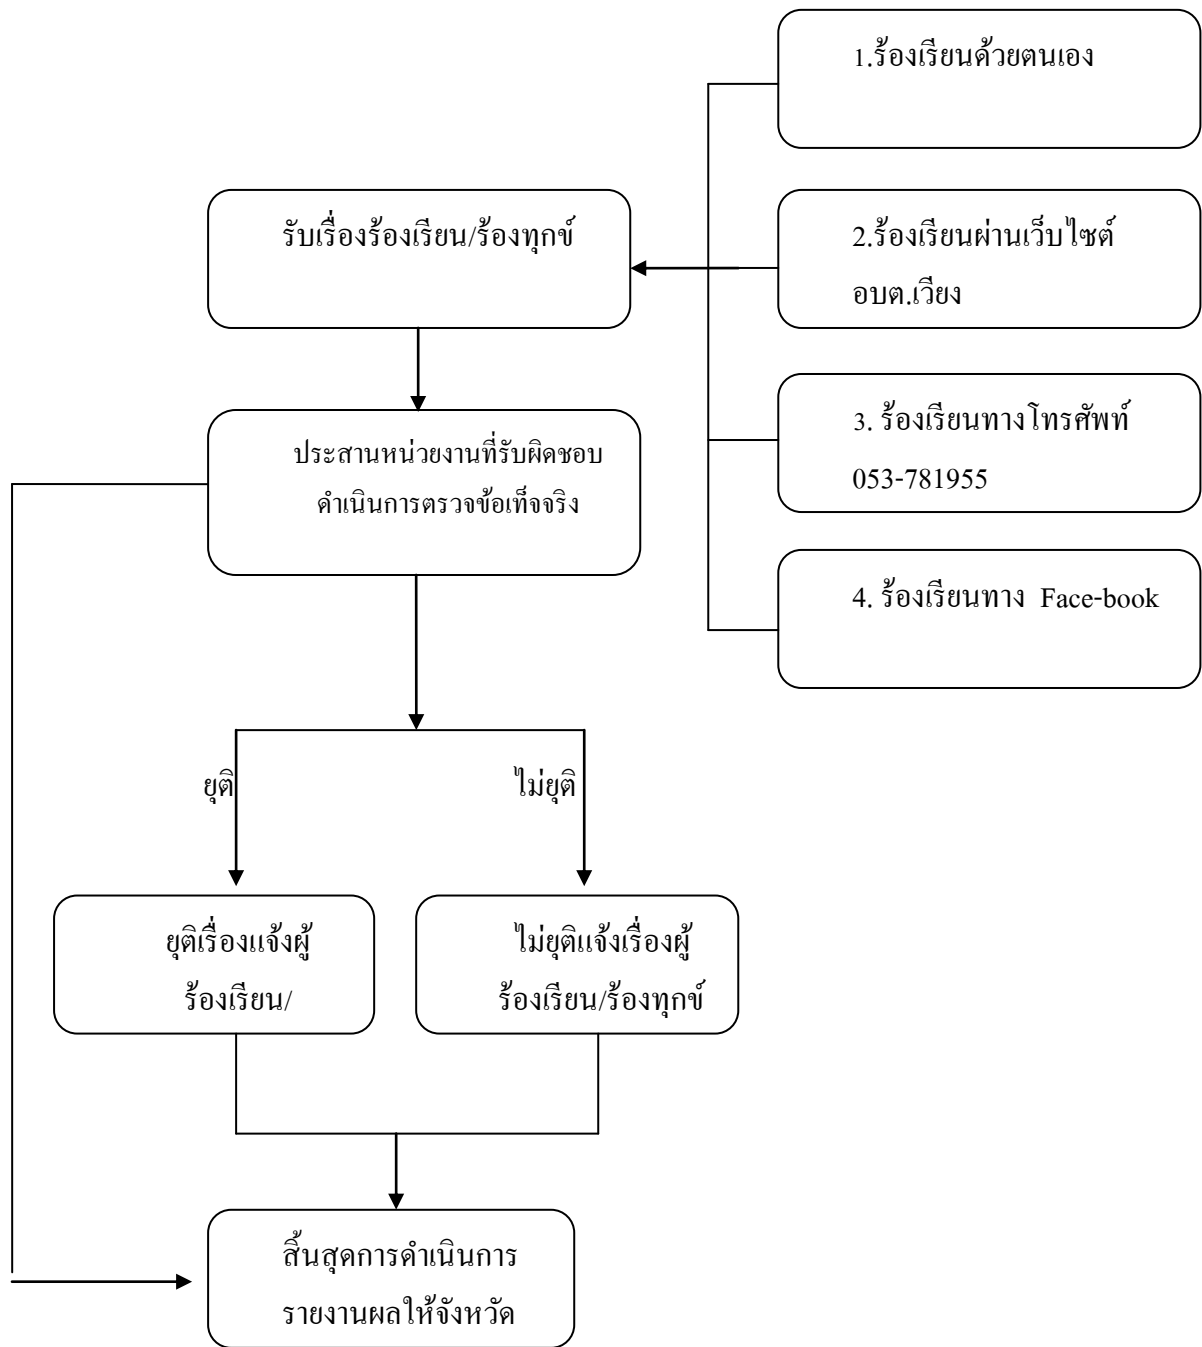 1.ร้องเรียนด้วยตนเอง
รับเรื่องร้องเรียน/ร้องทุกข์
2.ร้องเรียนผ่านเว็บไซต์
อบต.เวียง
3. ร้องเรียนทางโทรศัพท์
053-781955
ประสานหน่วยงานที่รับผิดชอบ
ดำเนินการตรวจข้อเท็จจริง
4. ร้องเรียนทาง Face-book
ยุติ
ไม่ยุติ
ยุติเรื่องแจ้งผู้
ร้องเรียน/
ไม่ยุติแจ้งเรื่องผู้
ร้องเรียน/ร้องทุกข์
สิ้นสุดการดำเนินการ
รายงานผลให้จังหวัด